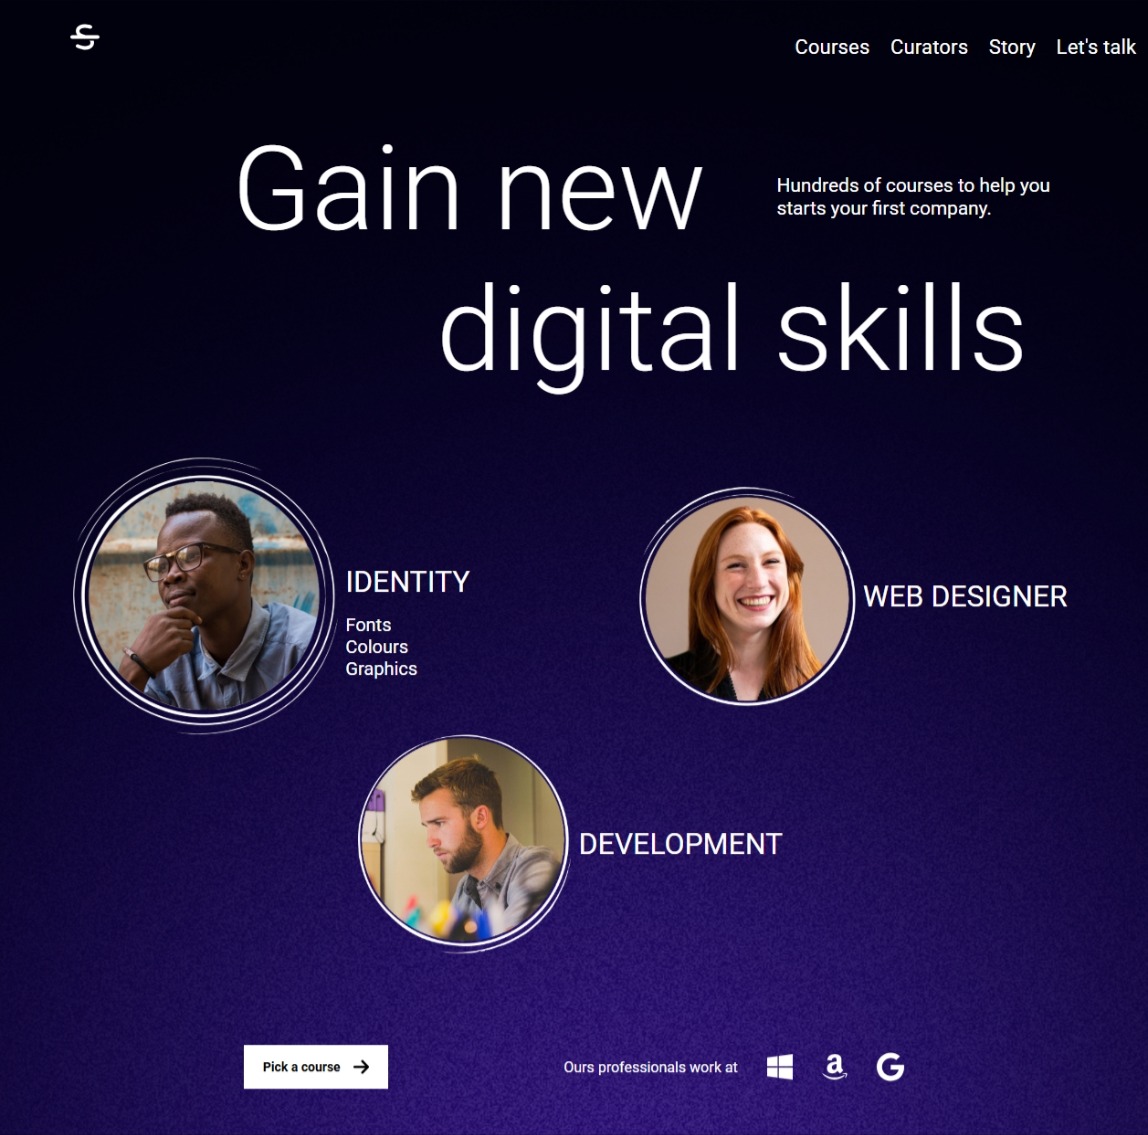 Courses Curators Story Let's talk
Gain new
Hundreds of courses to help you
starts your first company.
digital skills
IDENTITY
Fonts
Colours
Graphics
WEB DESIGNER
DEVELOPMENT
Pick a course
Ours professionals work at